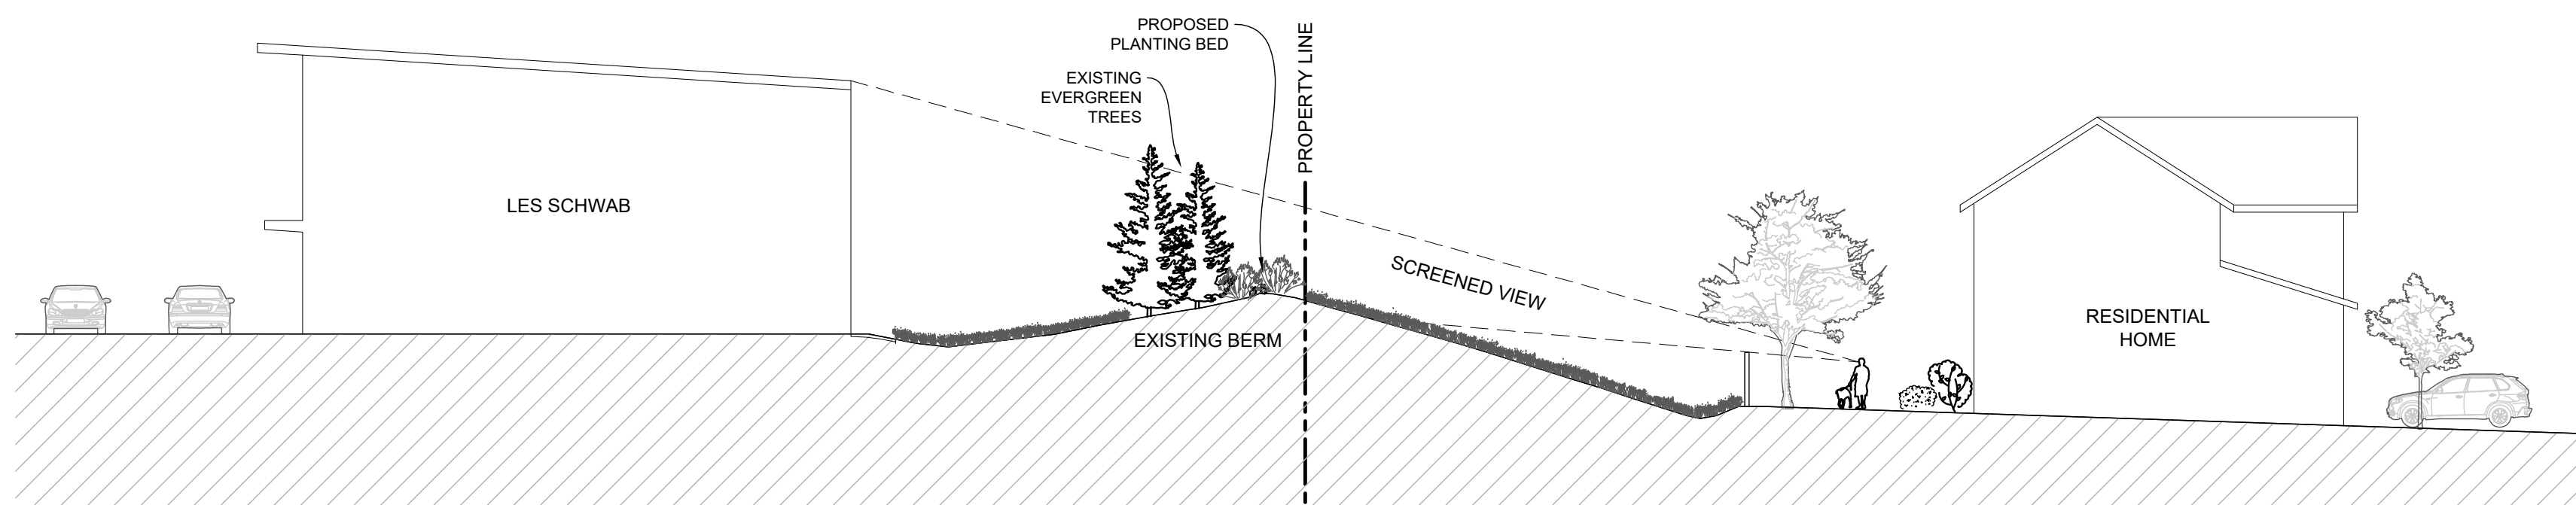 PROPOSED
PLANTING BED
EXISTING
EVERGREEN
TREES
PROPERTY LINE
LES SCHWAB
SCREENED VIEW
EXISTING BERM
RESIDENTIAL
HOME